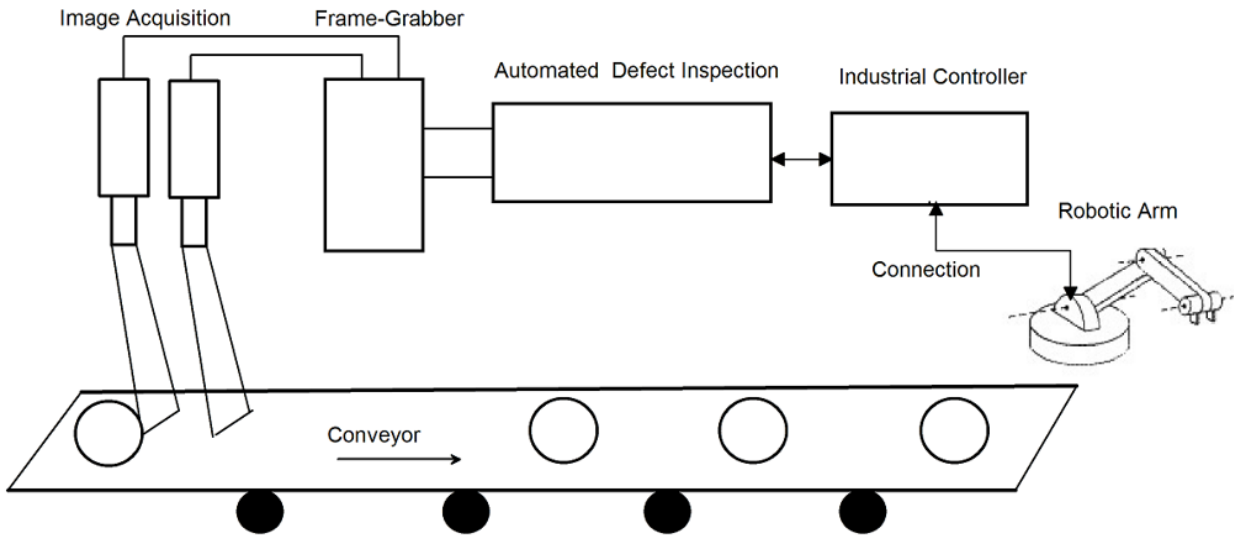 Image Acquisition
Frame-Grabber
Automated Defect Inspection
Industrial Controller
Robotic Arm
Connection
Conveyor